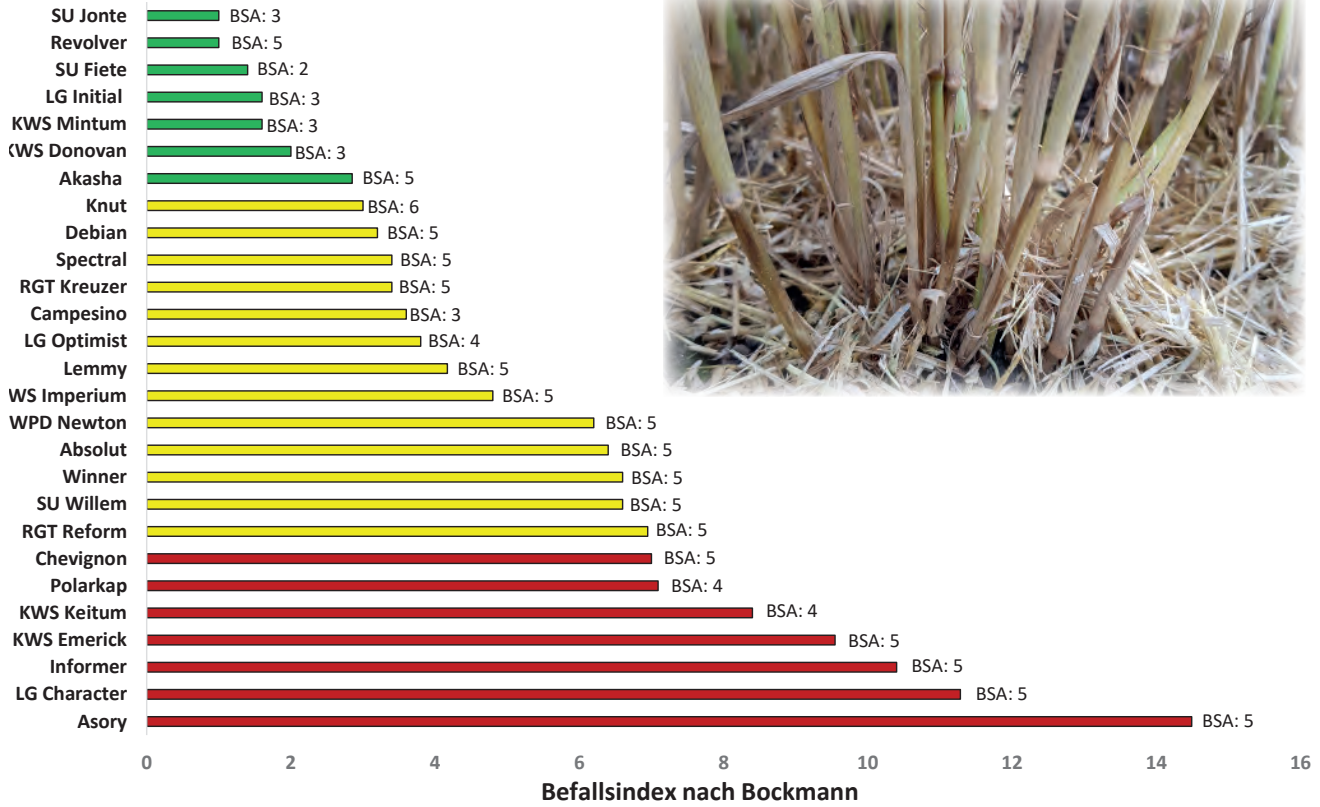 SU Jonte BSA: 3
Revolver BSA: 5
SU Fiete BSA: 2
LG Initial BSA: 3
KWS Mintum BSA: 3
KWS Donovan BSA: 3
Akasha BSA: 5
Knut BSA: 6
Debian BSA: 5
Spectral BSA: 5
RGT Kreuzer BSA: 5
Campesino BSA: 3
LG Optimist BSA: 4
Lemmy BSA: 5
WS Imperium BSA: 5
WPD Newton BSA: 5
Absolut BSA: 5
Winner BSA: 5
SU Willem BSA: 5
RGT Reform BSA: 5
Chevignon BSA: 5
Polarkap BSA: 4
KWS Keitum BSA: 4
KWS Emerick BSA: 5
Informer BSA: 5
LG Character BSA: 5
Asory BSA: 5
0 2 4 6 8 10 12 14 16
Befallsindex nach Bockmann